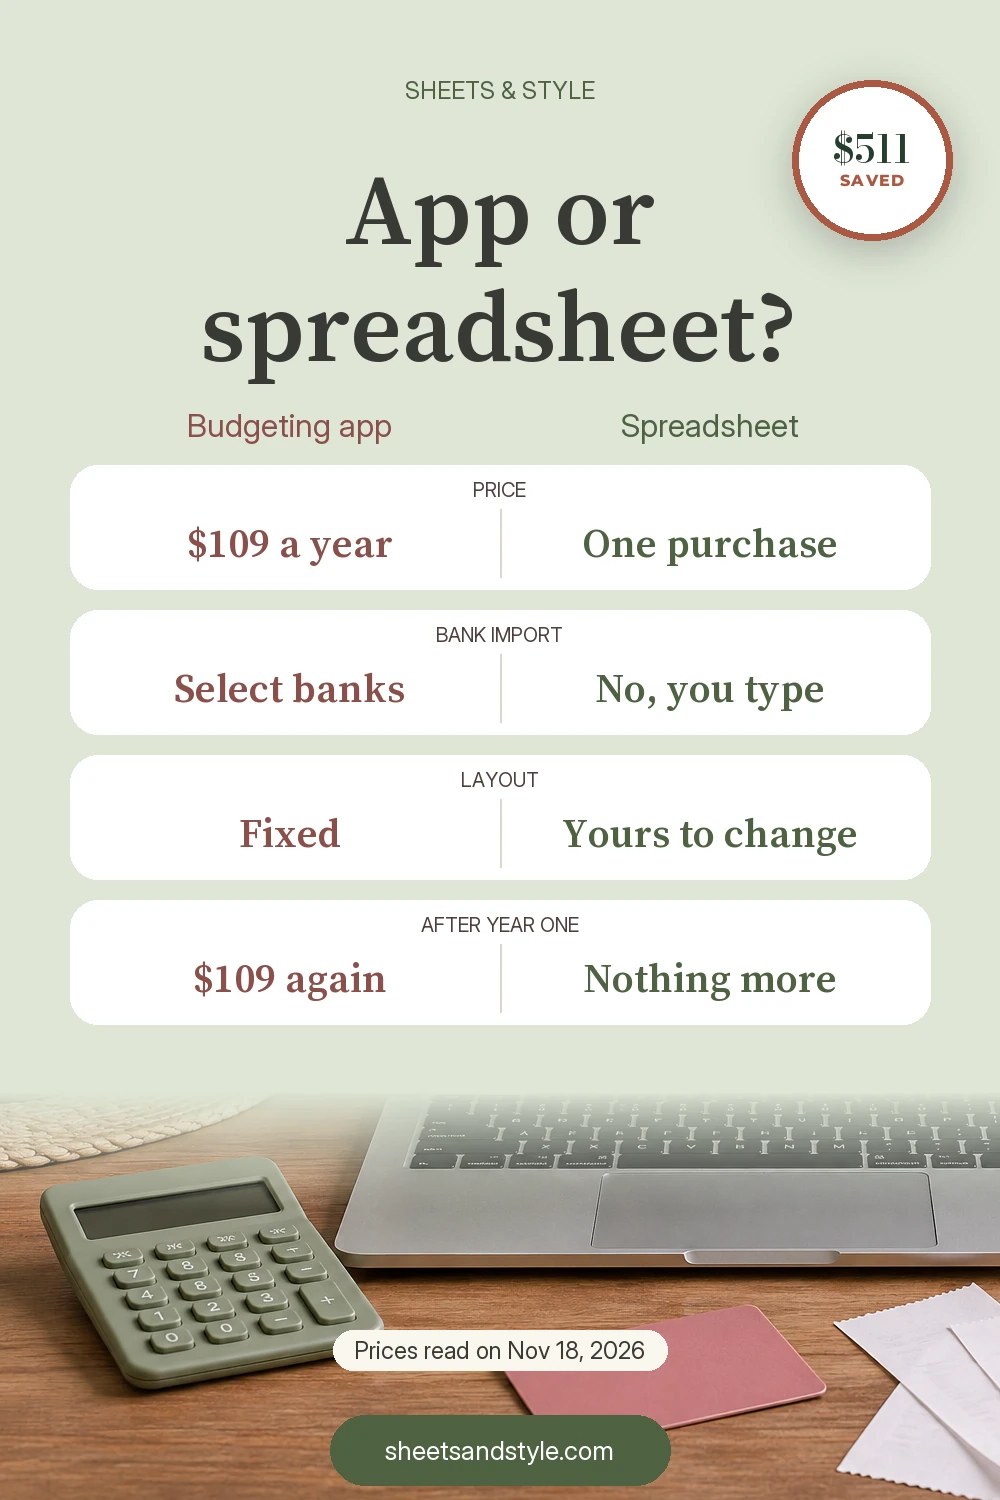 SHEETS & STYLE
$511
SAVED
App or
spreadsheet?
Budgeting app
Spreadsheet
PRICE
$109 a year
One purchase
BANK IMPORT
Select banks
No, you type
LAYOUT
Fixed
Yours to change
AFTER YEAR ONE
$109 again
Nothing more
Prices read on Nov 18, 2026
sheetsandstyle.com